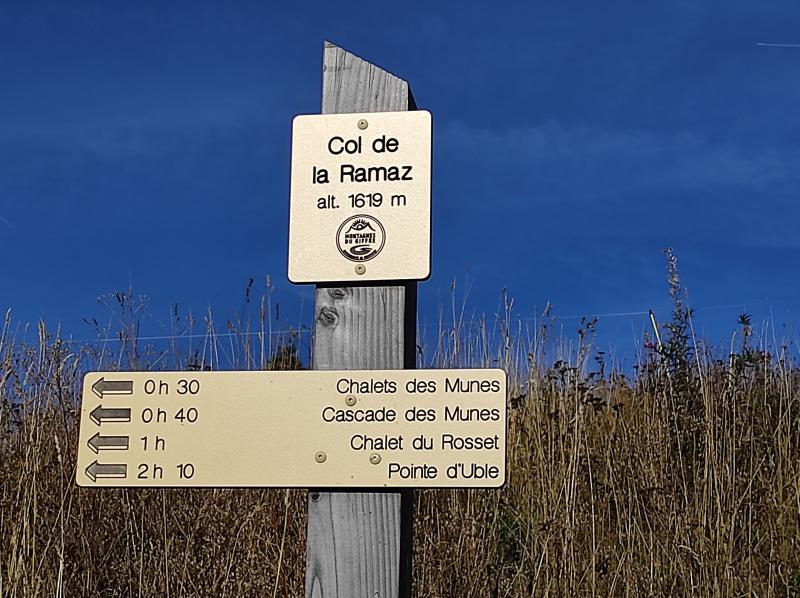 Col de
la Ramaz
alt. 1619 m
MONTAGNES
DU GIFFRE
0 h 30 Chalets des Munes
0 h 40 Cascade des Munes
1 h Chalet du Rosset
2 h 10 Pointe d'Uble